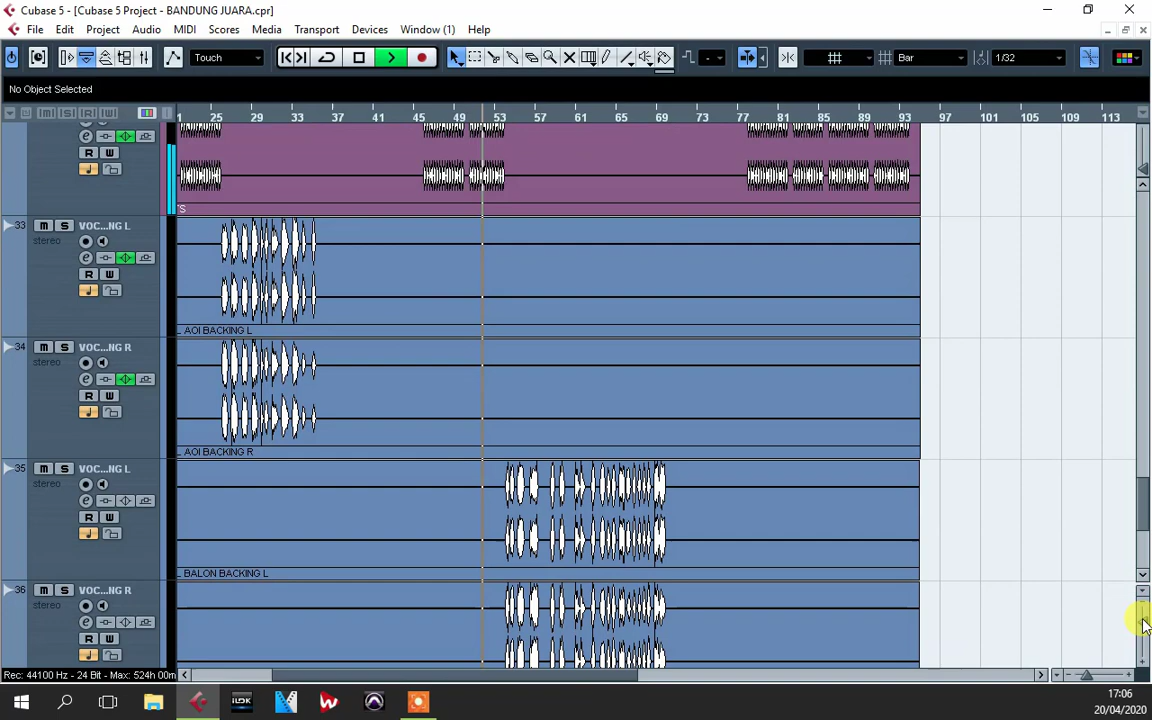 Cubase 5 - [Cubase 5 Project - BANDUNG JUARA.cpr]
File Edit Project Audio MIDI Scores Media Transport Devices Window (1) Help
Touch - Bar 1/32
No Object Selected
25 29 33 37 41 45 49 53 57 61 65 69 73 77 81 85 89 93 97 101 105 109 113
e
R W
33 M S VOC...NG L
stereo
e
R W
AOI BACKING L
34 M S VOC...NG R
stereo
e
R W
AOI BACKING R
35 M S VOC...NG L
stereo
e
R W
BALON BACKING L
36 M S VOC...NG R
stereo
e
R W
Rec: 44100 Hz - 24 Bit - Max: 524h 00m
17:06
20/04/2020